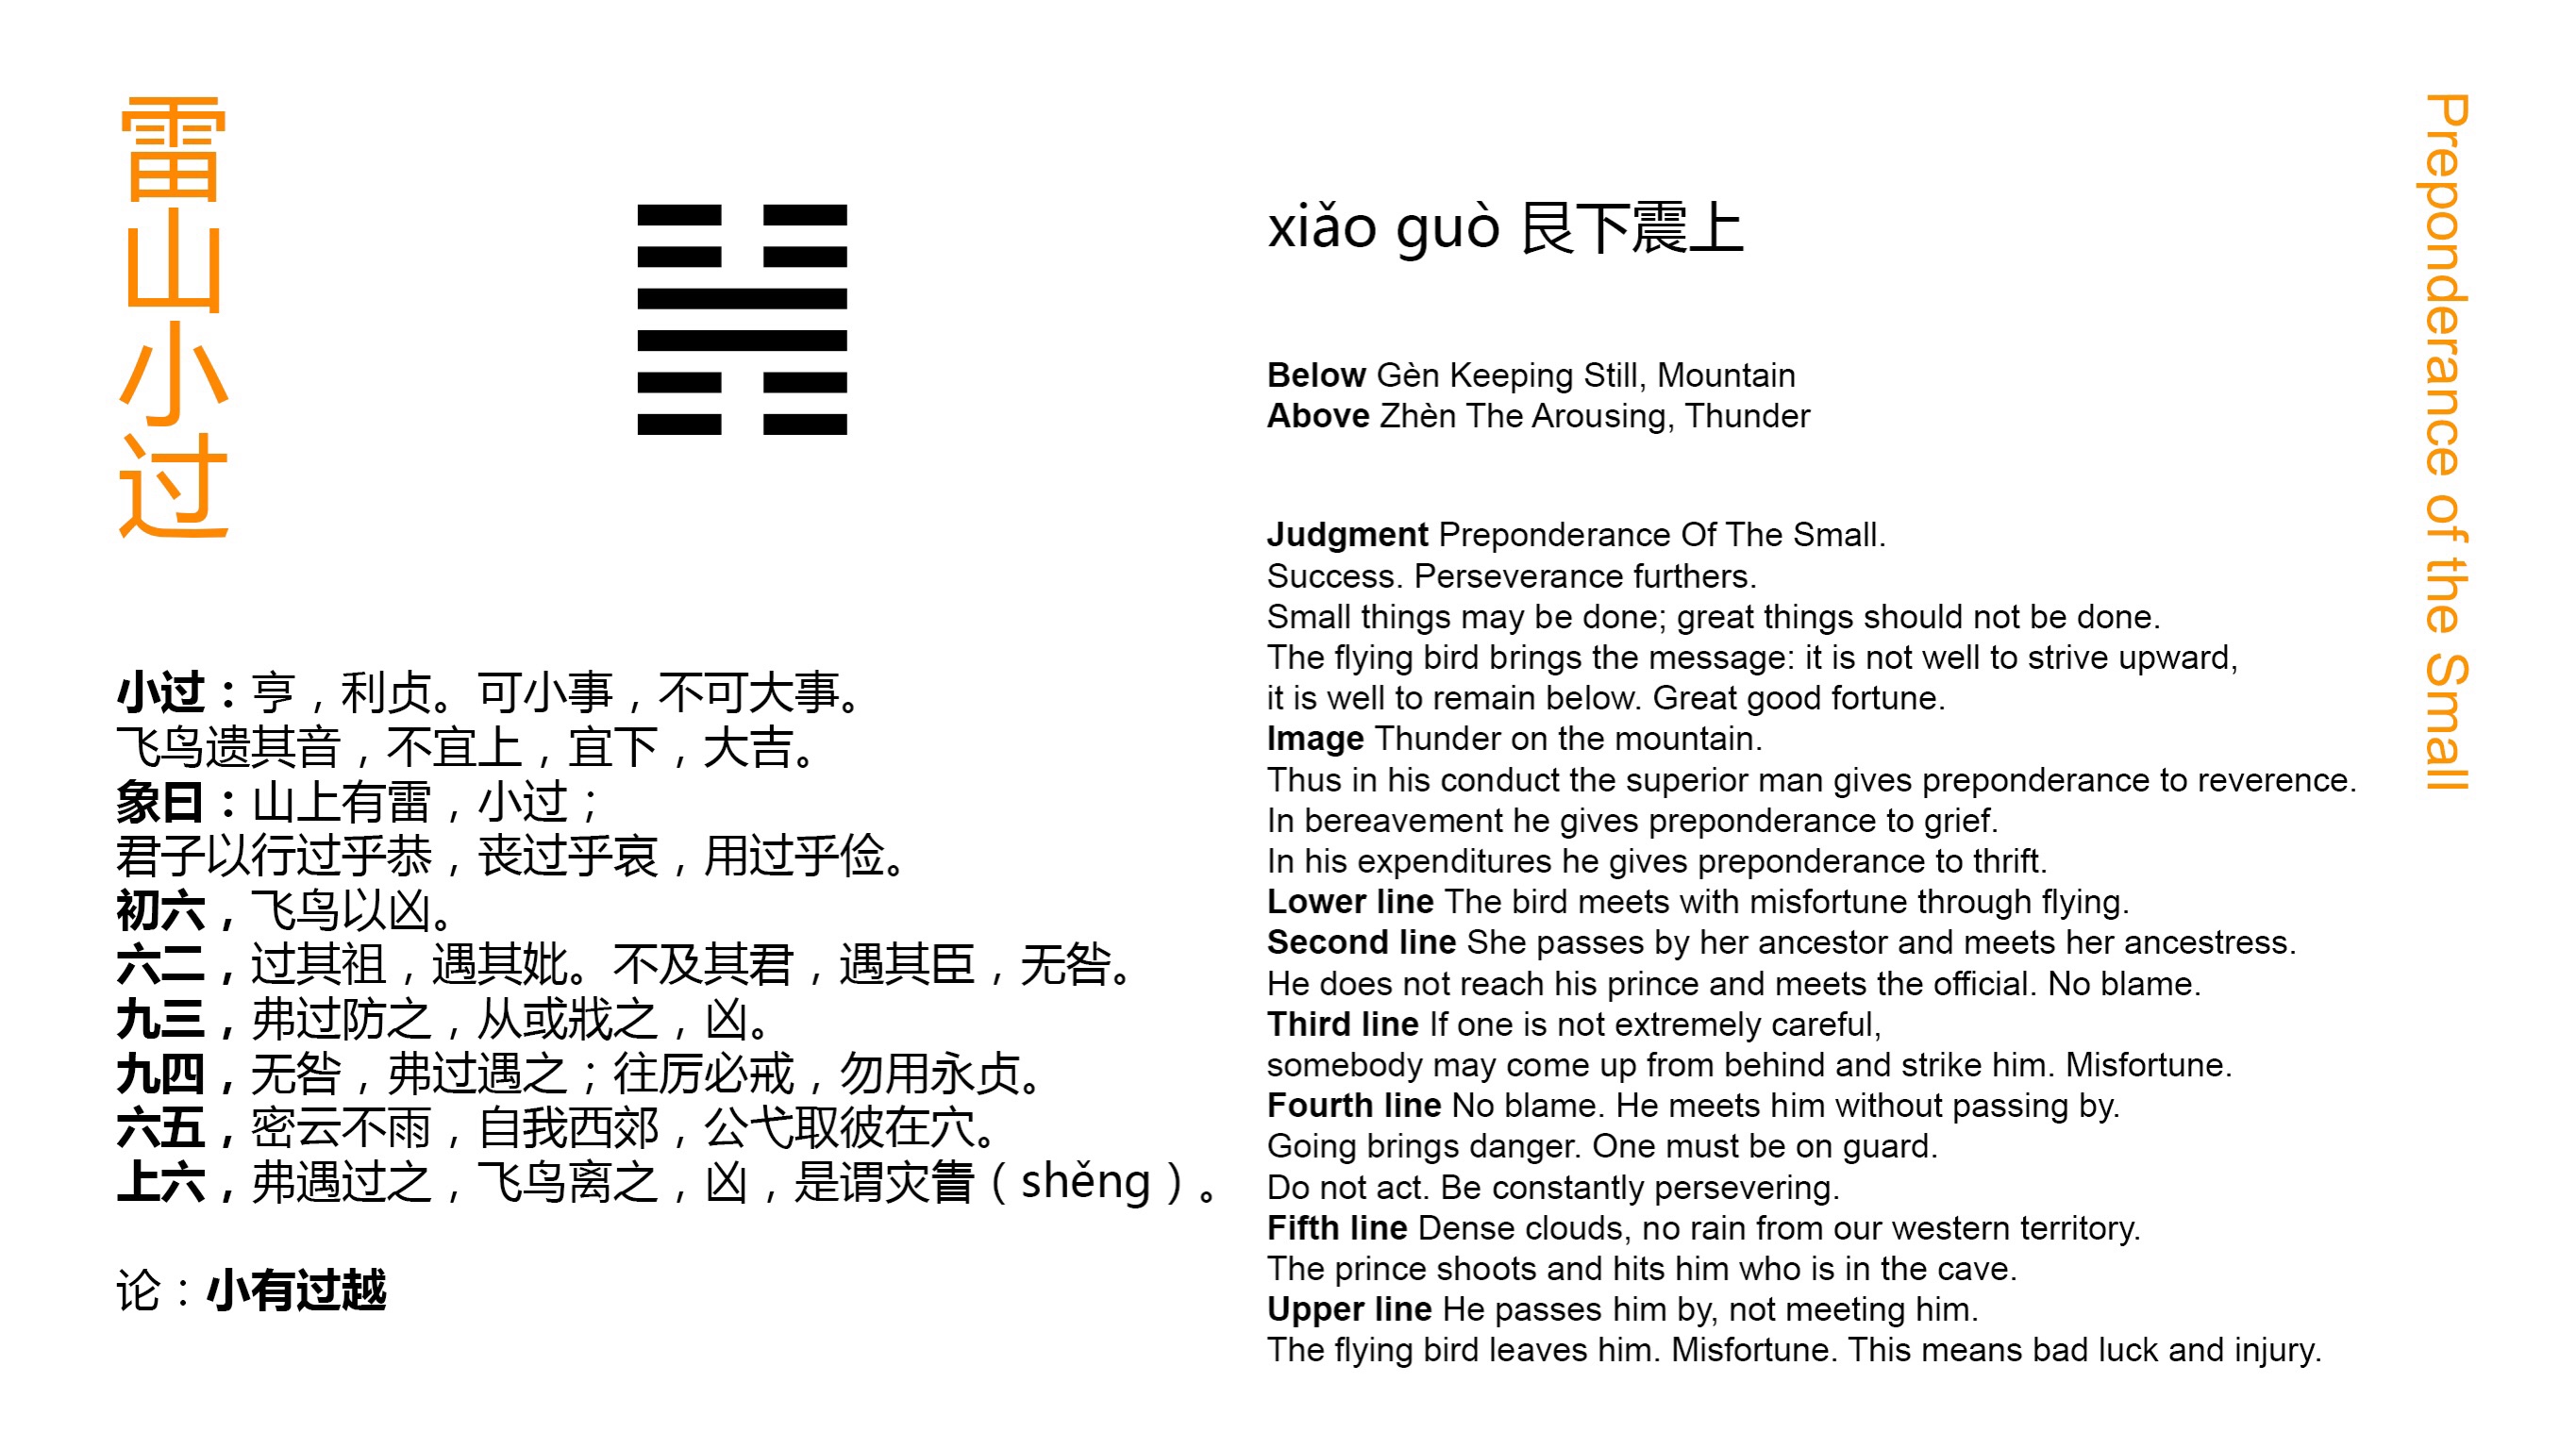 雷山小过
xiǎo guò 艮下震上
Below Gèn Keeping Still, Mountain
Above Zhèn The Arousing, Thunder
小过：亨，利贞。可小事，不可大事。
飞鸟遗其音，不宜上，宜下，大吉。
象曰：山上有雷，小过；
君子以行过乎恭，丧过乎哀，用过乎俭。
初六，飞鸟以凶。
六二，过其祖，遇其妣。不及其君，遇其臣，无咎。
九三，弗过防之，从或戕之，凶。
九四，无咎，弗过遇之；往厉必戒，勿用永贞。
六五，密云不雨，自我西郊，公弋取彼在穴。
上六，弗遇过之，飞鸟离之，凶，是谓灾眚（shěng）。
论：小有过越
Judgment Preponderance Of The Small.
Success. Perseverance furthers.
Small things may be done; great things should not be done.
The flying bird brings the message: it is not well to strive upward,
it is well to remain below. Great good fortune.
Image Thunder on the mountain.
Thus in his conduct the superior man gives preponderance to reverence.
In bereavement he gives preponderance to grief.
In his expenditures he gives preponderance to thrift.
Lower line The bird meets with misfortune through flying.
Second line She passes by her ancestor and meets her ancestress.
He does not reach his prince and meets the official. No blame.
Third line If one is not extremely careful,
somebody may come up from behind and strike him. Misfortune.
Fourth line No blame. He meets him without passing by.
Going brings danger. One must be on guard.
Do not act. Be constantly persevering.
Fifth line Dense clouds, no rain from our western territory.
The prince shoots and hits him who is in the cave.
Upper line He passes him by, not meeting him.
The flying bird leaves him. Misfortune. This means bad luck and injury.
Preponderance of the Small